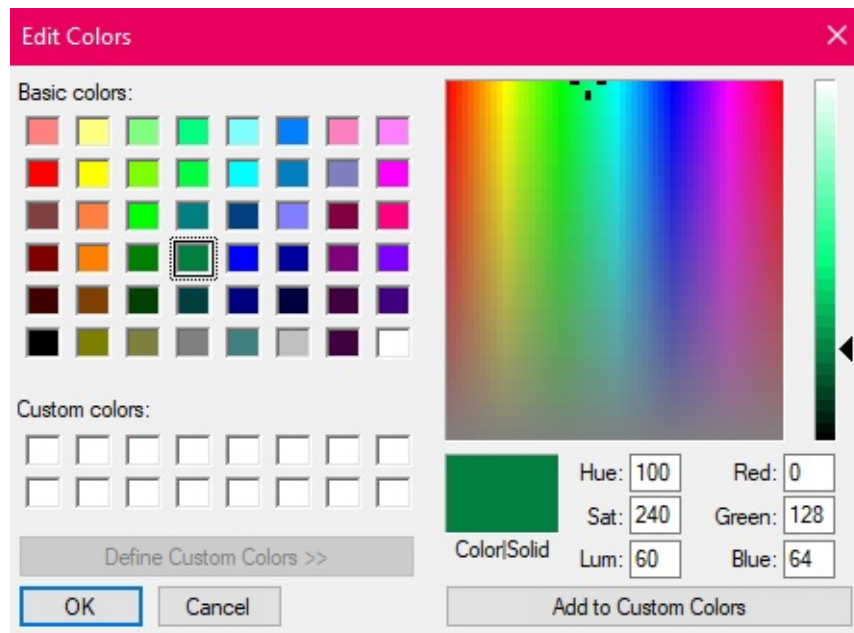 Edit Colors
Basic colors:
Custom colors:
Define Custom Colors >>
OK Cancel
Color|Solid
Hue: 100 Red: 0
Sat: 240 Green: 128
Lum: 60 Blue: 64
Add to Custom Colors